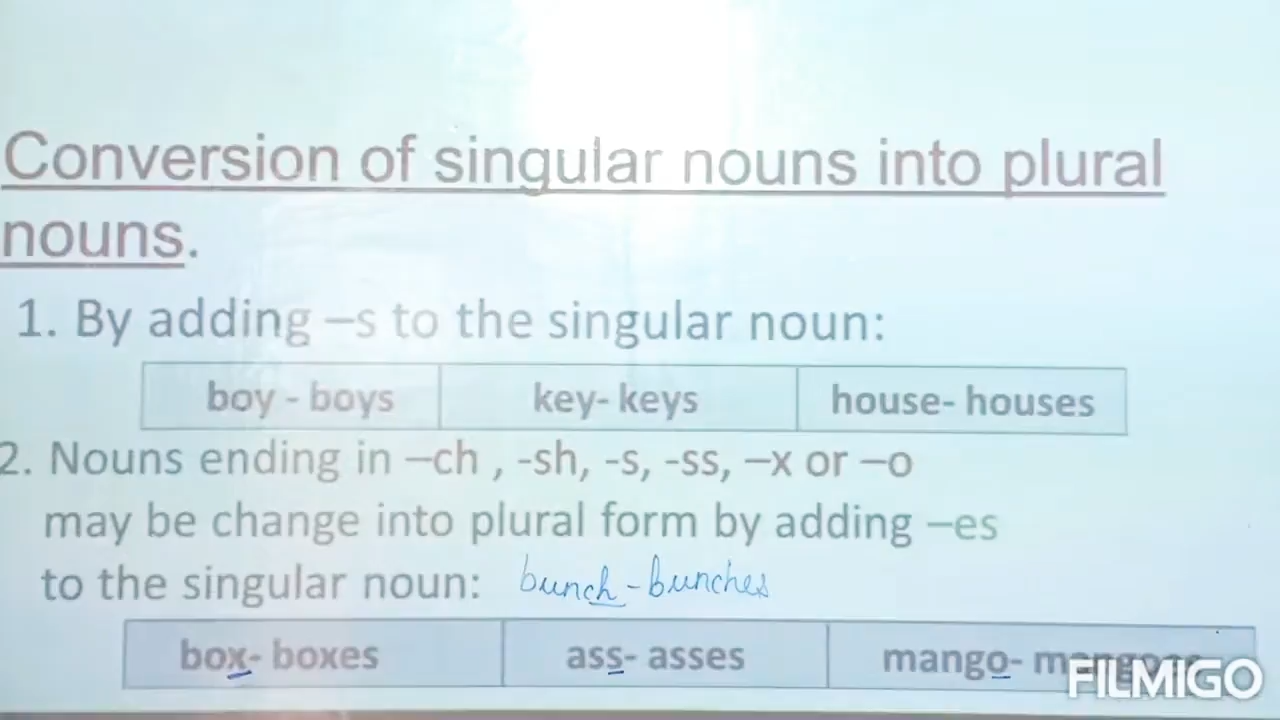 Conversion of singular nouns into plural
nouns.
1. By adding –s to the singular noun:
boy - boys key- keys house- houses
2. Nouns ending in –ch , -sh, -s, -ss, –x or –o
may be change into plural form by adding –es
to the singular noun: bunch - bunches
box- boxes ass- asses mango-
FILMIGO